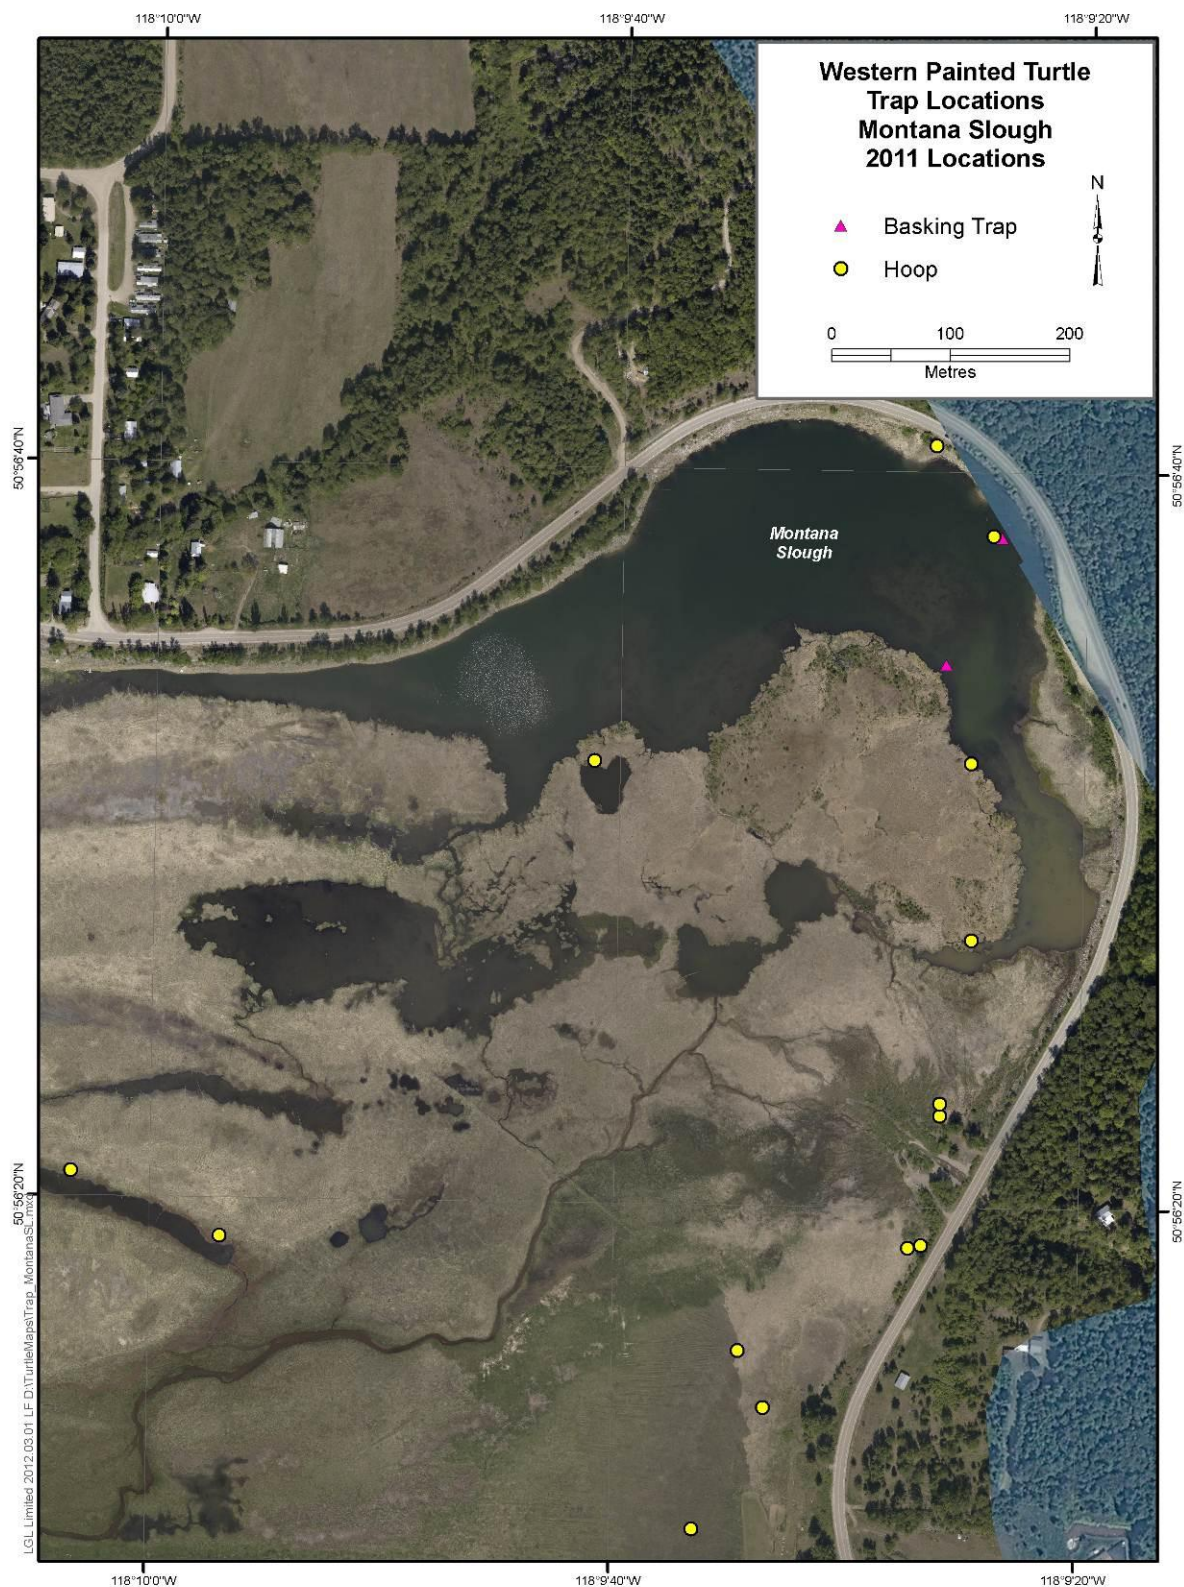 118°10'0"W
118°9'40"W
118°9'20"W
Western Painted Turtle
Trap Locations
Montana Slough
2011 Locations
N
Basking Trap
Hoop
0 100 200
Metres
50°56'40"N
50°56'40"N
Montana
Slough
50°56'20"N
50°56'20"N
LGL Limited 2012.03.01 LF D:\TurtleMaps\Trap_MontanaSL.mxd
118°10'0"W
118°9'40"W
118°9'20"W